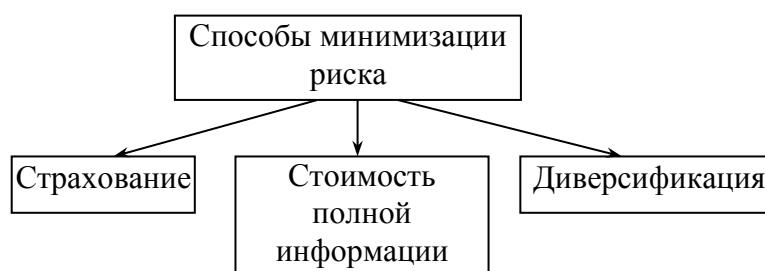 Способы минимизации
риска
Страхование
Стоимость
полной
информации
Диверсификация